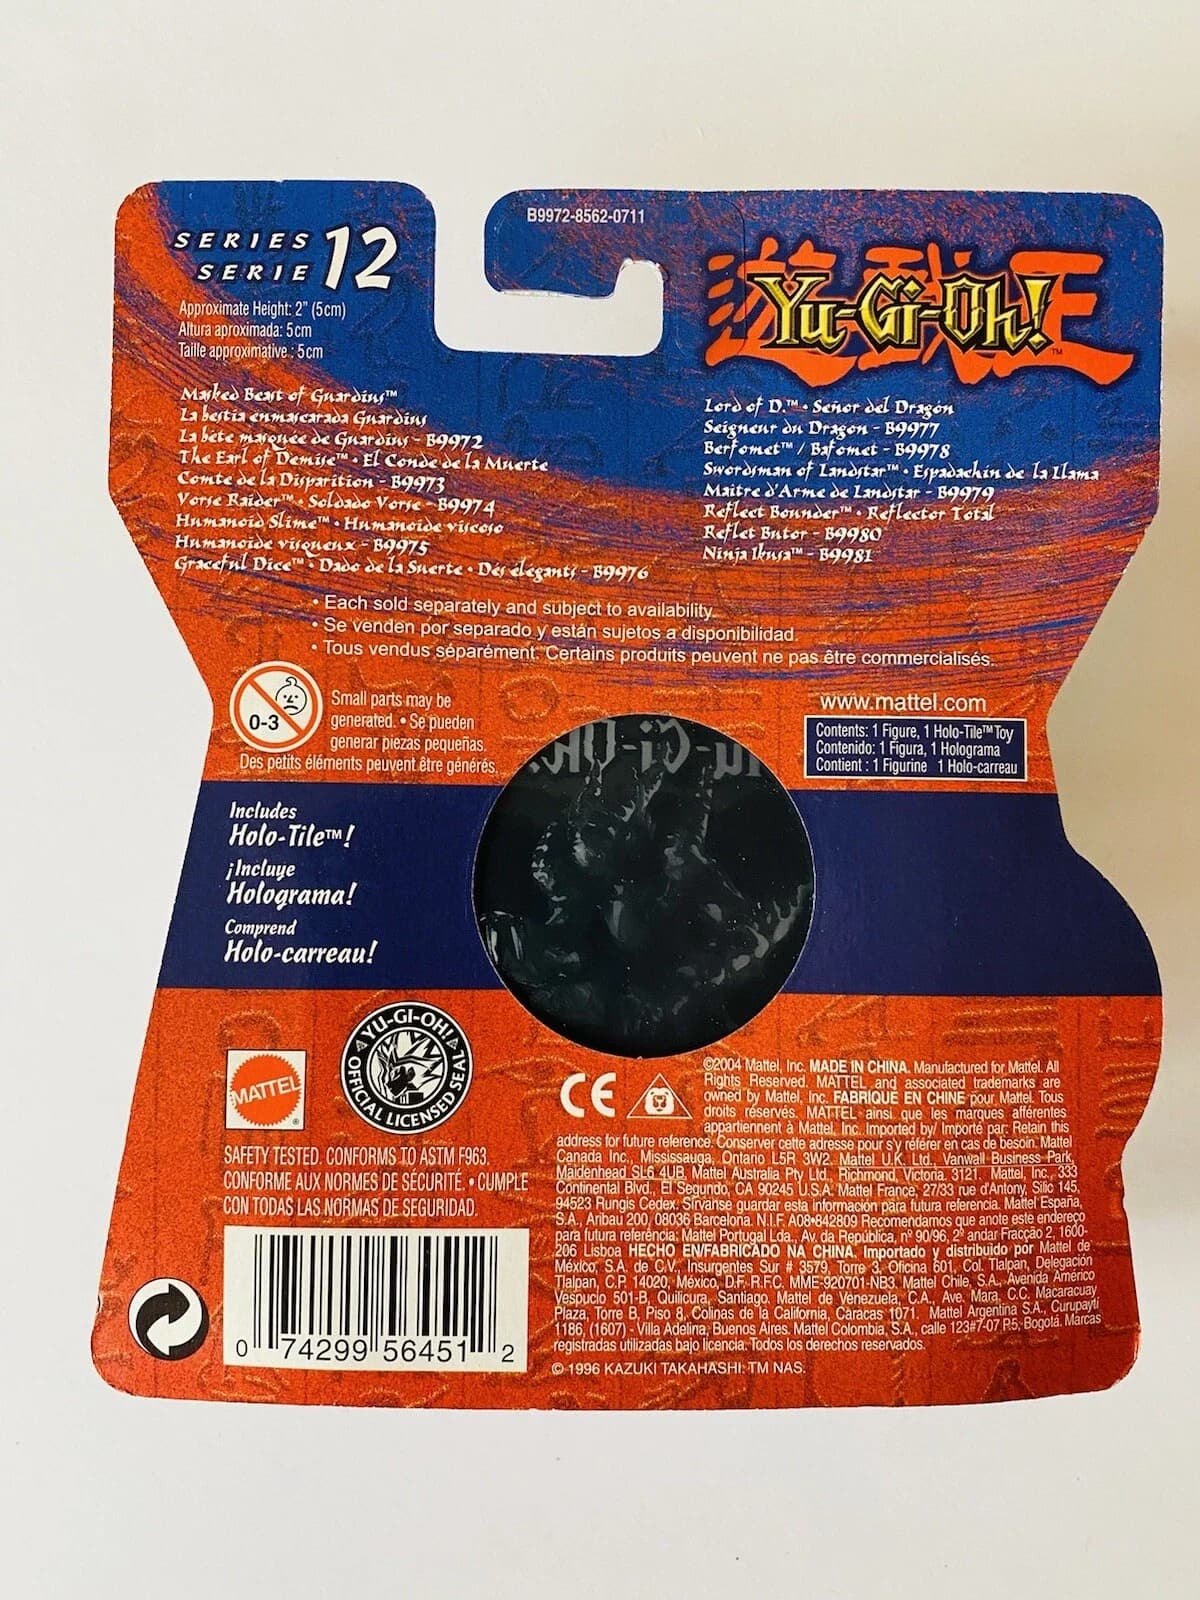 B9972-8562-0711
SERIES
SERIE 12
Approximate Height: 2" (5cm)
Altura aproximada: 5cm
Taille approximative : 5cm
遊戯王
Yu-Gi-Oh!™
Masked Beast of Guardius™
La bestia enmascarada Guardius
La bête masquée de Guardius - B9972
The Earl of Demise™ • El Conde de la Muerte
Comte de la Disparition - B9973
Vorse Raider™ • Soldado Vorse - B9974
Humanoid Slime™ • Humanoide viscoso
Humanoïde visqueux - B9975
Graceful Dice™ • Dado de la Suerte • Dés élégants - B9976
Lord of D.™ • Señor del Dragón
Seigneur du Dragon - B9977
Berfomet™ / Bafomet - B9978
Swordsman of Landstar™ • Espadachín de la Llama
Maître d'Arme de Landstar - B9979
Reflect Bounder™ • Reflector Total
Reflet Butor - B9980
Ninja Ikusa™ - B9981
• Each sold separately and subject to availability.
• Se venden por separado y están sujetos a disponibilidad.
• Tous vendus séparément. Certains produits peuvent ne pas être commercialisés.
0-3
Small parts may be
generated. • Se pueden
generar piezas pequeñas.
Des petits éléments peuvent être générés.
www.mattel.com
Contents: 1 Figure, 1 Holo-Tile™ Toy
Contenido: 1 Figura, 1 Holograma
Contient : 1 Figurine 1 Holo-carreau
Yu-Gi-Oh!
Includes
Holo-Tile™!
¡Incluye
Holograma!
Comprend
Holo-carreau!
MATTEL®
YU-GI-OH!
OFFICIAL LICENSED SEAL
CE
SAFETY TESTED. CONFORMS TO ASTM F963.
CONFORME AUX NORMES DE SÉCURITÉ. • CUMPLE
CON TODAS LAS NORMAS DE SEGURIDAD.
0 74299 56451 2
©2004 Mattel, Inc. MADE IN CHINA. Manufactured for Mattel. All
Rights Reserved. MATTEL and associated trademarks are
owned by Mattel, Inc. FABRIQUÉ EN CHINE pour Mattel. Tous
droits réservés. MATTEL ainsi que les marques afférentes
appartiennent à Mattel, Inc. Imported by/ Importé par: Retain this
address for future reference. Conserver cette adresse pour s'y référer en cas de besoin. Mattel
Canada Inc., Mississauga, Ontario L5R 3W2. Mattel U.K. Ltd., Vanwall Business Park,
Maidenhead SL6 4UB. Mattel Australia Pty Ltd., Richmond, Victoria. 3121. Mattel, Inc., 333
Continental Blvd., El Segundo, CA 90245 U.S.A. Mattel France, 27/33 rue d'Antony, Silic 145,
94523 Rungis Cedex. Sírvanse guardar esta información para futura referencia. Mattel España,
S.A., Aribau 200, 08036 Barcelona. N.I.F. A08-842809 Recomendamos que anote este endereço
para futura referência: Mattel Portugal Lda., Av. da República, nº 90/96, 2º andar Fracção 2, 1600-
206 Lisboa HECHO EN/FABRICADO NA CHINA. Importado y distribuido por Mattel de
México, S.A. de C.V., Insurgentes Sur # 3579, Torre 3, Oficina 601, Col. Tlalpan, Delegación
Tlalpan, C.P. 14020, México, D.F. R.F.C. MME-920701-NB3. Mattel Chile, S.A., Avenida Américo
Vespucio 501-B, Quilicura, Santiago. Mattel de Venezuela, C.A., Ave. Mara, C.C. Macaracuay
Plaza, Torre B, Piso 8, Colinas de la California, Caracas 1071. Mattel Argentina S.A., Curupaytí
1186, (1607) - Villa Adelina, Buenos Aires. Mattel Colombia, S.A., calle 123#7-07 P.5, Bogotá. Marcas
registradas utilizadas bajo licencia. Todos los derechos reservados.
© 1996 KAZUKI TAKAHASHI. TM NAS.